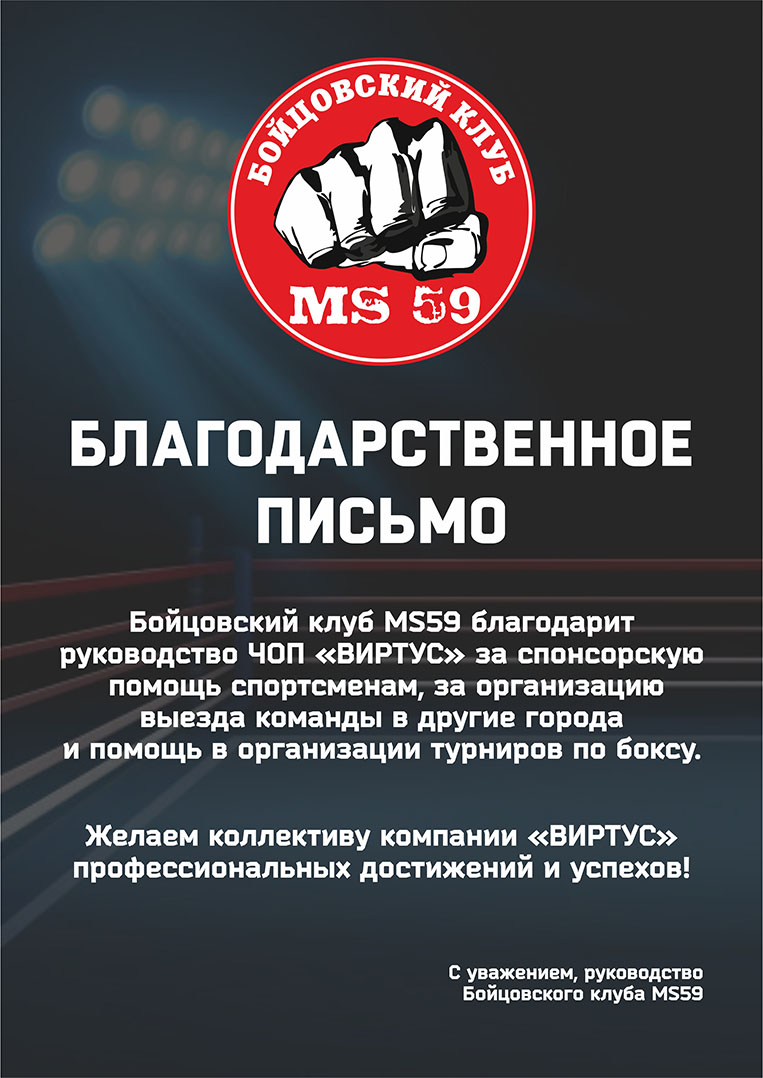 БОЙЦОВСКИЙ КЛУБ
MS 59
БЛАГОДАРСТВЕННОЕ
ПИСЬМО
Бойцовский клуб MS59 благодарит
руководство ЧОП «ВИРТУС» за спонсорскую
помощь спортсменам, за организацию
выезда команды в другие города
и помощь в организации турниров по боксу.
Желаем коллективу компании «ВИРТУС»
профессиональных достижений и успехов!
С уважением, руководство
Бойцовского клуба MS59